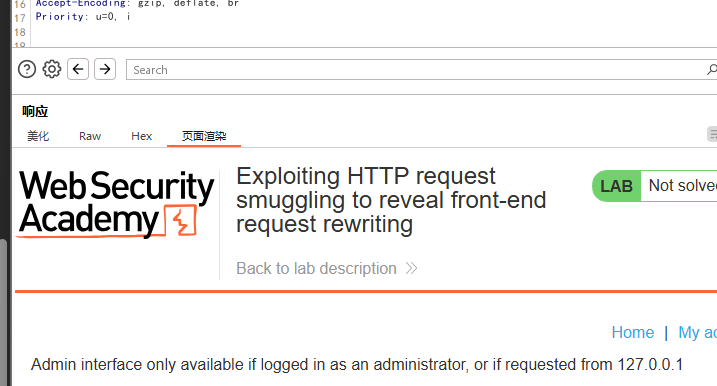 16 Accept-Encoding: gzip, deflate, br
17 Priority: u=0, i
18
19
Search
响应
美化 Raw Hex 页面渲染
WebSecurity
Academy
Exploiting HTTP request
smuggling to reveal front-end
request rewriting
LAB Not solved
Back to lab description
Home | My ac
Admin interface only available if logged in as an administrator, or if requested from 127.0.0.1